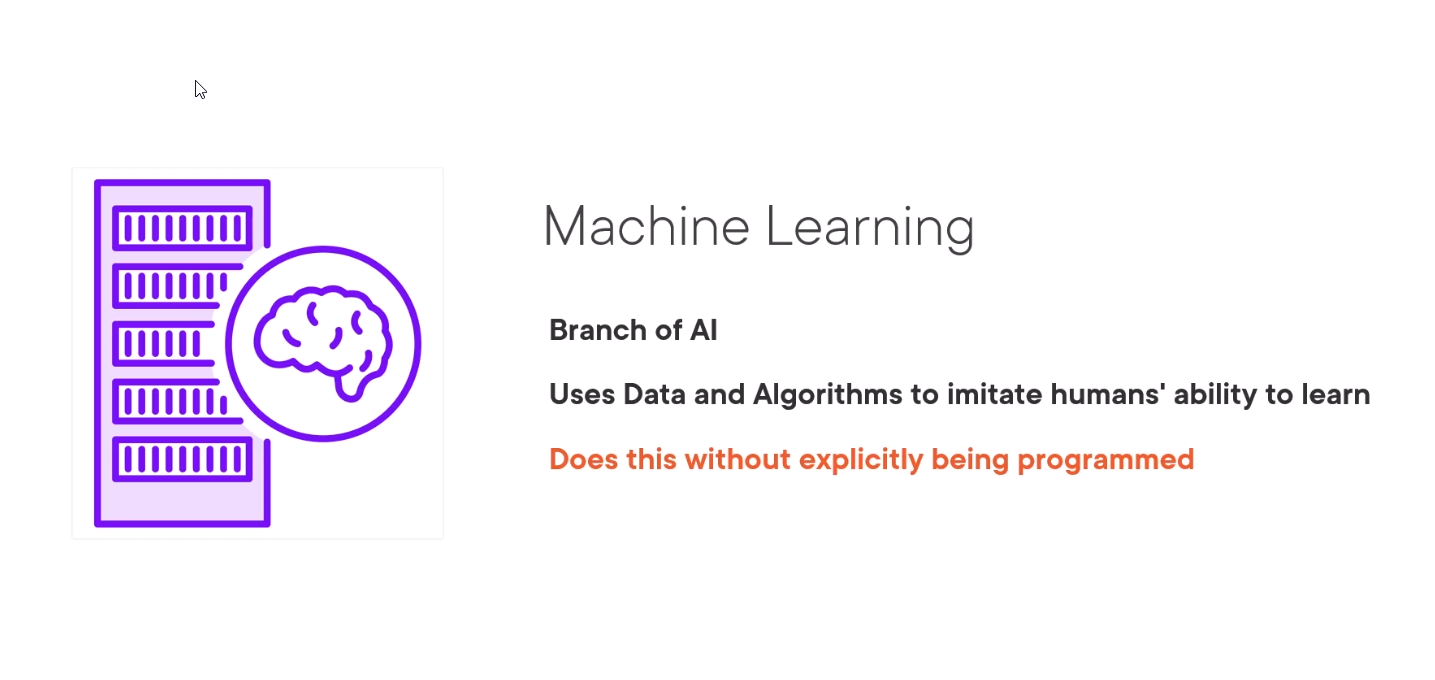 Machine Learning
Branch of AI
Uses Data and Algorithms to imitate humans' ability to learn
Does this without explicitly being programmed